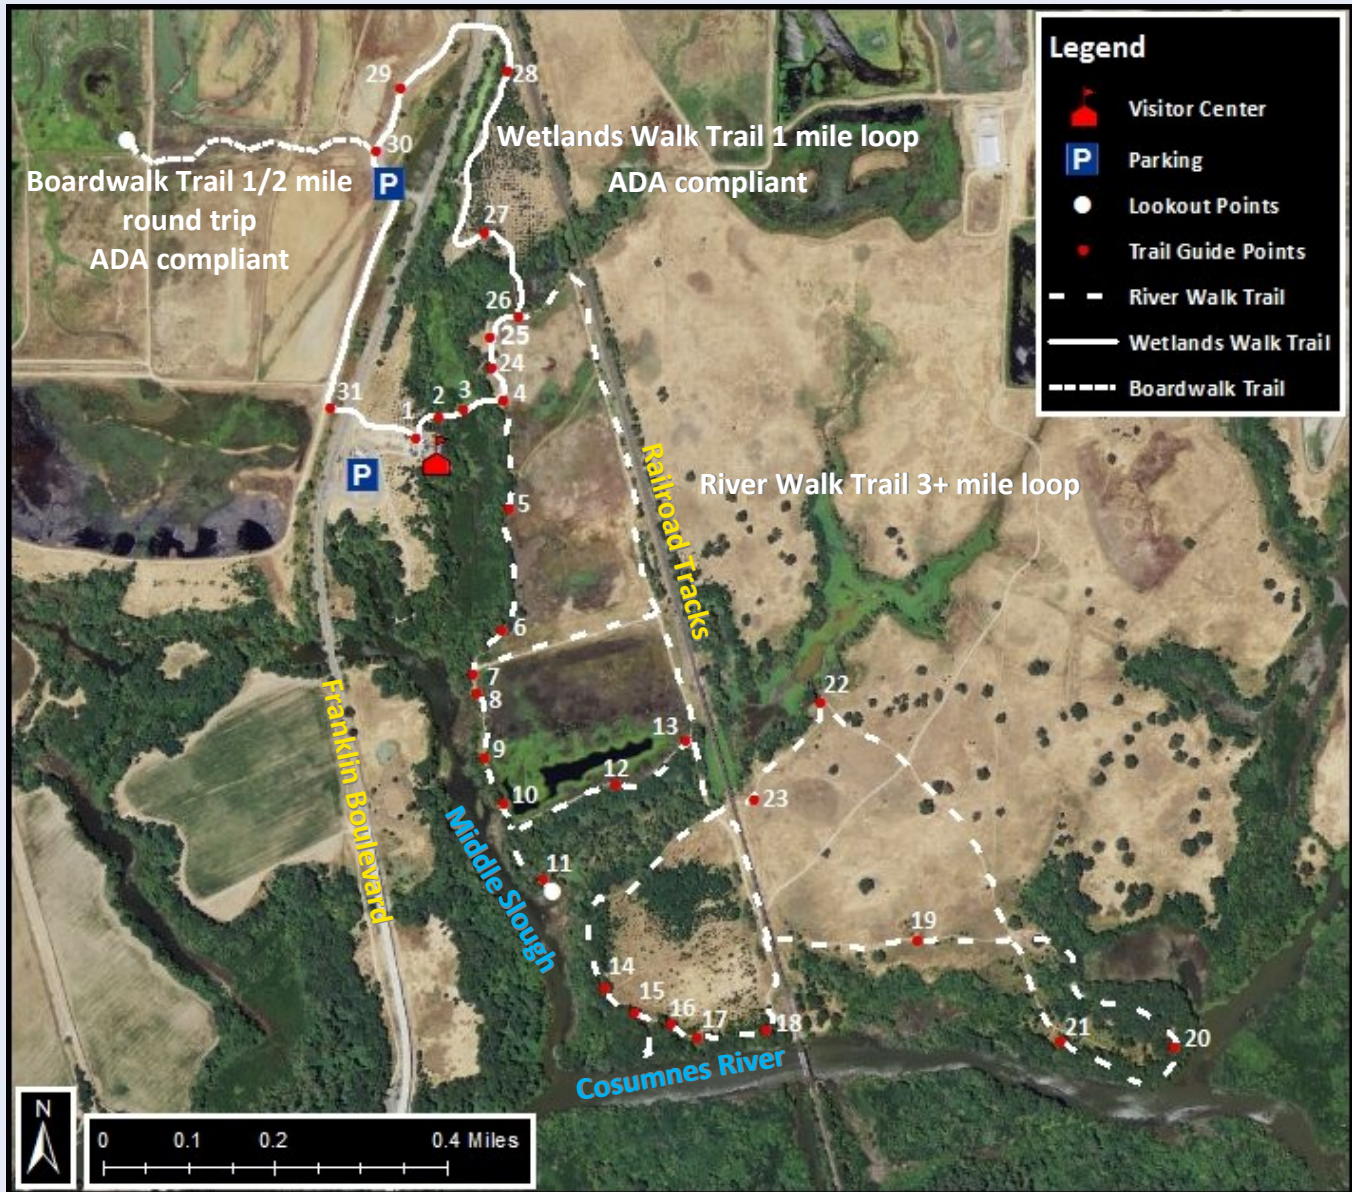 Legend
Visitor Center
P
Parking
Lookout Points
Trail Guide Points
River Walk Trail
Wetlands Walk Trail
Boardwalk Trail
29
28
30
P
Wetlands Walk Trail 1 mile loop
ADA compliant
Boardwalk Trail 1/2 mile
round trip
ADA compliant
27
26
25
24
31
1
2
3
4
P
5
Railroad Tracks
River Walk Trail 3+ mile loop
6
7
8
Franklin Boulevard
22
13
9
12
10
23
Middle Slough
11
19
14
15
16
17
18
21
20
Cosumnes River
N
0 0.1 0.2 0.4 Miles